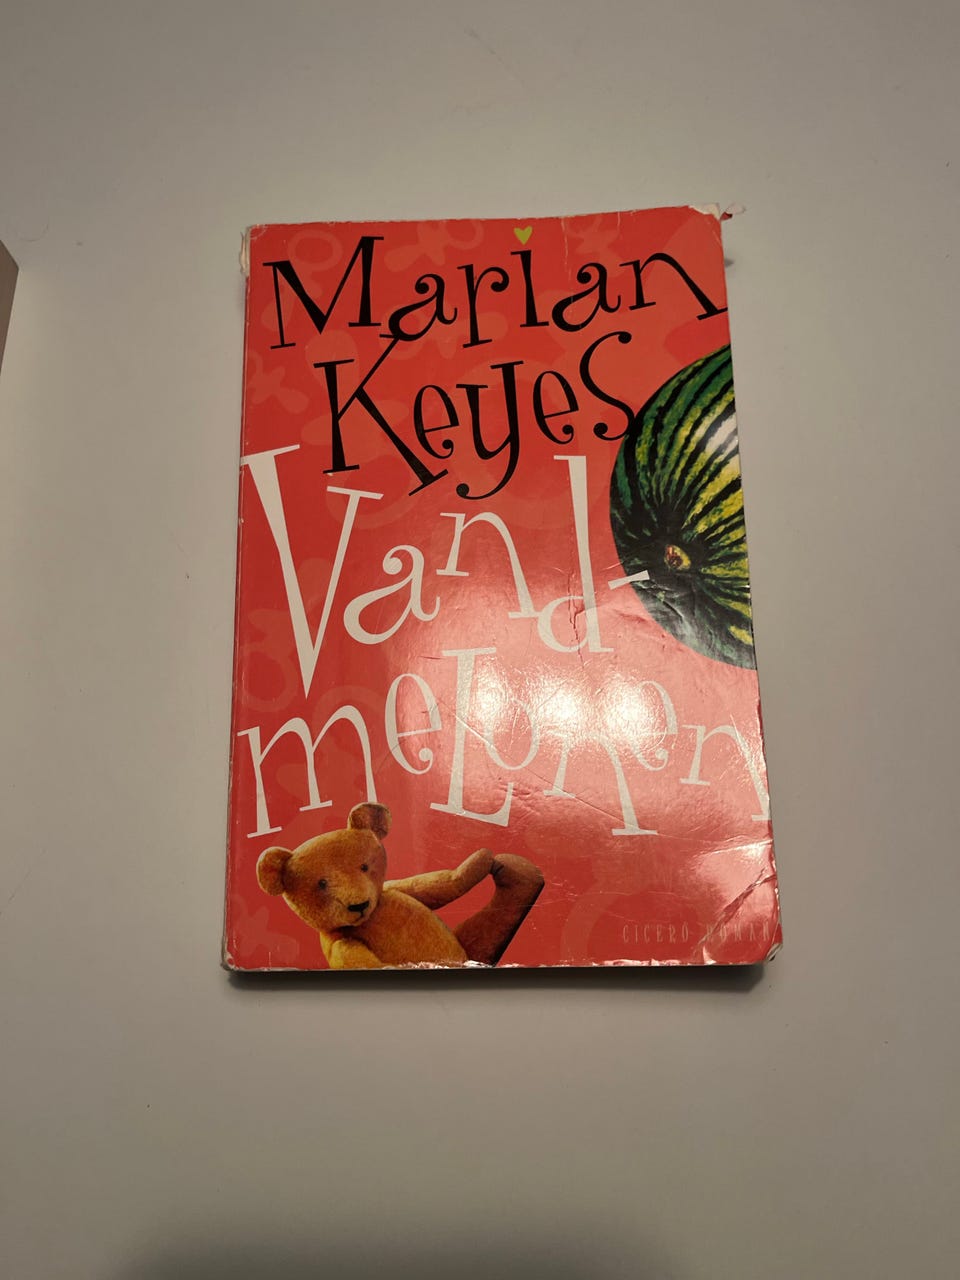 Marian
Keyes
Vand-
meLonen
CICERO ROMAN